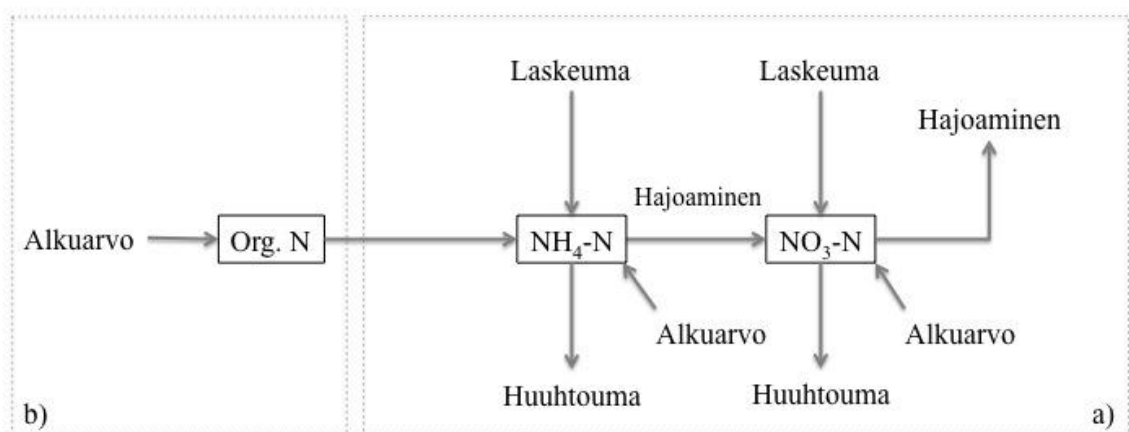 Laskeuma
Laskeuma
Hajoaminen
Hajoaminen
Alkuarvo
Org. N
NH₄-N
NO₃-N
Alkuarvo
Alkuarvo
Huuhtouma
Huuhtouma
b)
a)